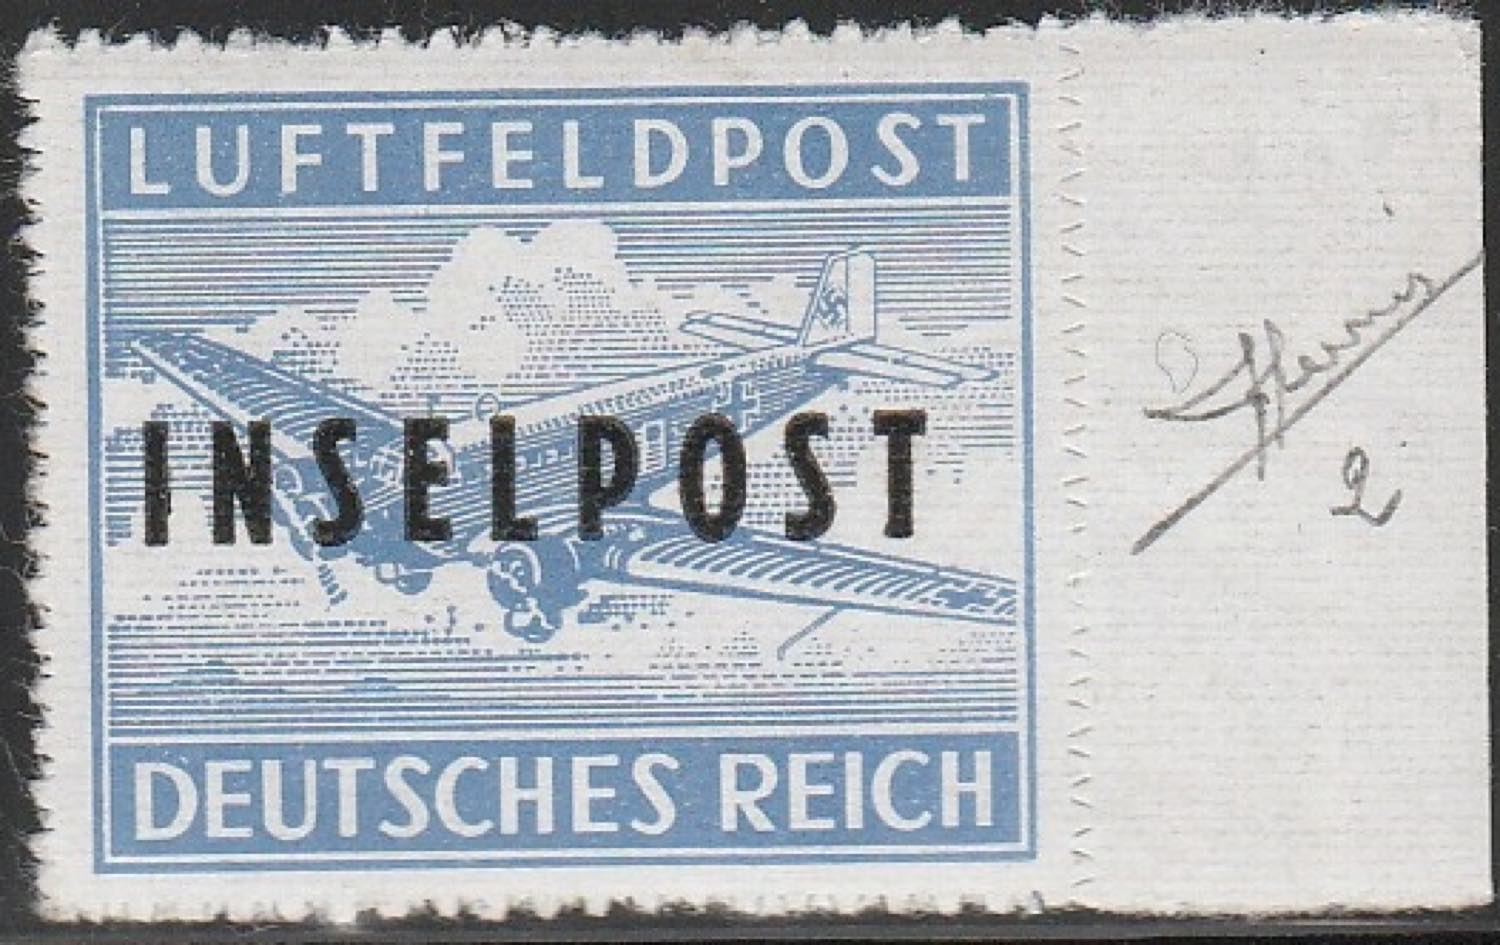 LUFTFELDPOST
INSELPOST
DEUTSCHES REICH
2